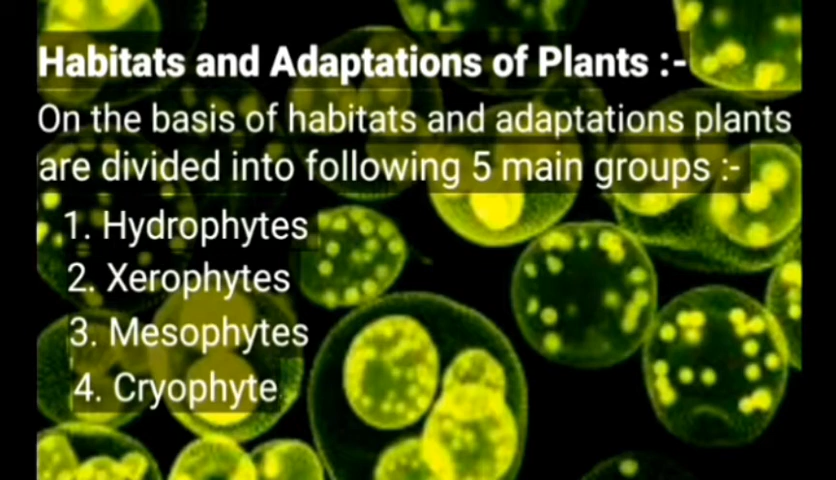 Habitats and Adaptations of Plants :-
On the basis of habitats and adaptations plants
are divided into following 5 main groups :-
1. Hydrophytes
2. Xerophytes
3. Mesophytes
4. Cryophyte